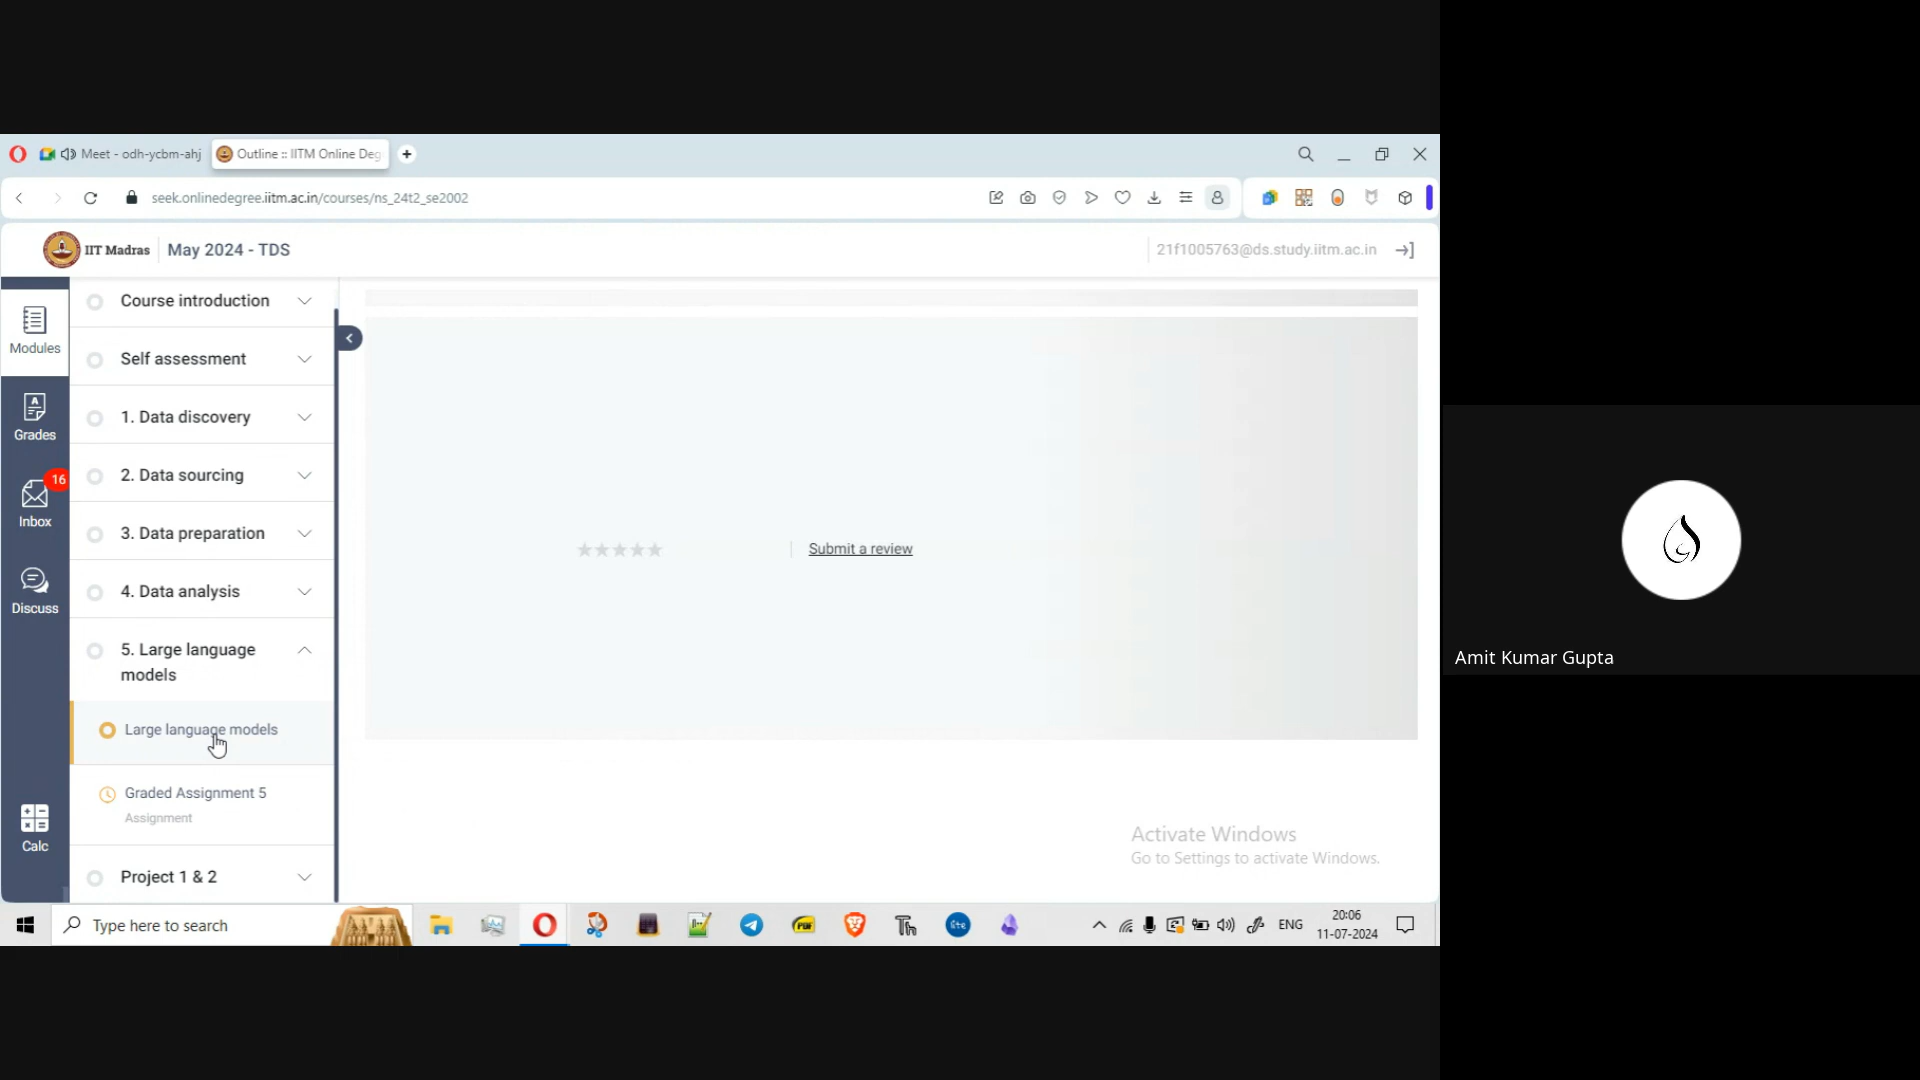 Meet - odh-ycbm-ahj
Outline :: IITM Online Deg
seek.onlinedegree.iitm.ac.in/courses/ns_24t2_se2002
IIT Madras
May 2024 - TDS
21f1005763@ds.study.iitm.ac.in
Modules
Grades
16
Inbox
Discuss
Calc
Course introduction
Self assessment
1. Data discovery
2. Data sourcing
3. Data preparation
4. Data analysis
5. Large language
models
Large language models
Graded Assignment 5
Assignment
Project 1 & 2
Submit a review
Activate Windows
Go to Settings to activate Windows.
Amit Kumar Gupta
Type here to search
ENG
20:06
11-07-2024